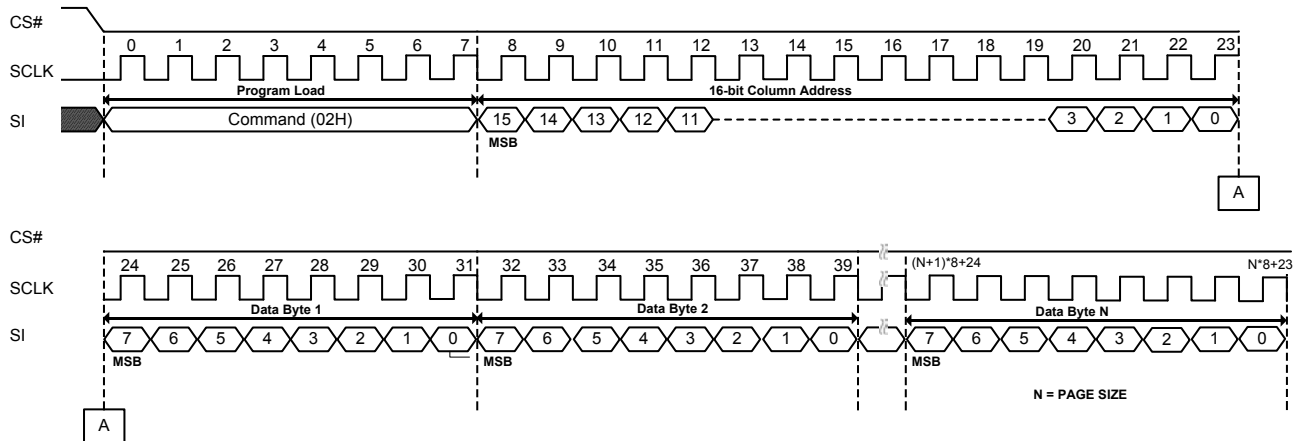 CS#
0 1 2 3 4 5 6 7 8 9 10 11 12 13 14 15 16 17 18 19 20 21 22 23
SCLK
Program Load 16-bit Column Address
SI Command (02H) 15 14 13 12 11 3 2 1 0
MSB
A
CS#
24 25 26 27 28 29 30 31 32 33 34 35 36 37 38 39 (N+1)*8+24 N*8+23
SCLK
Data Byte 1 Data Byte 2 Data Byte N
SI 7 6 5 4 3 2 1 0 7 6 5 4 3 2 1 0 7 6 5 4 3 2 1 0
MSB MSB MSB
N = PAGE SIZE
A